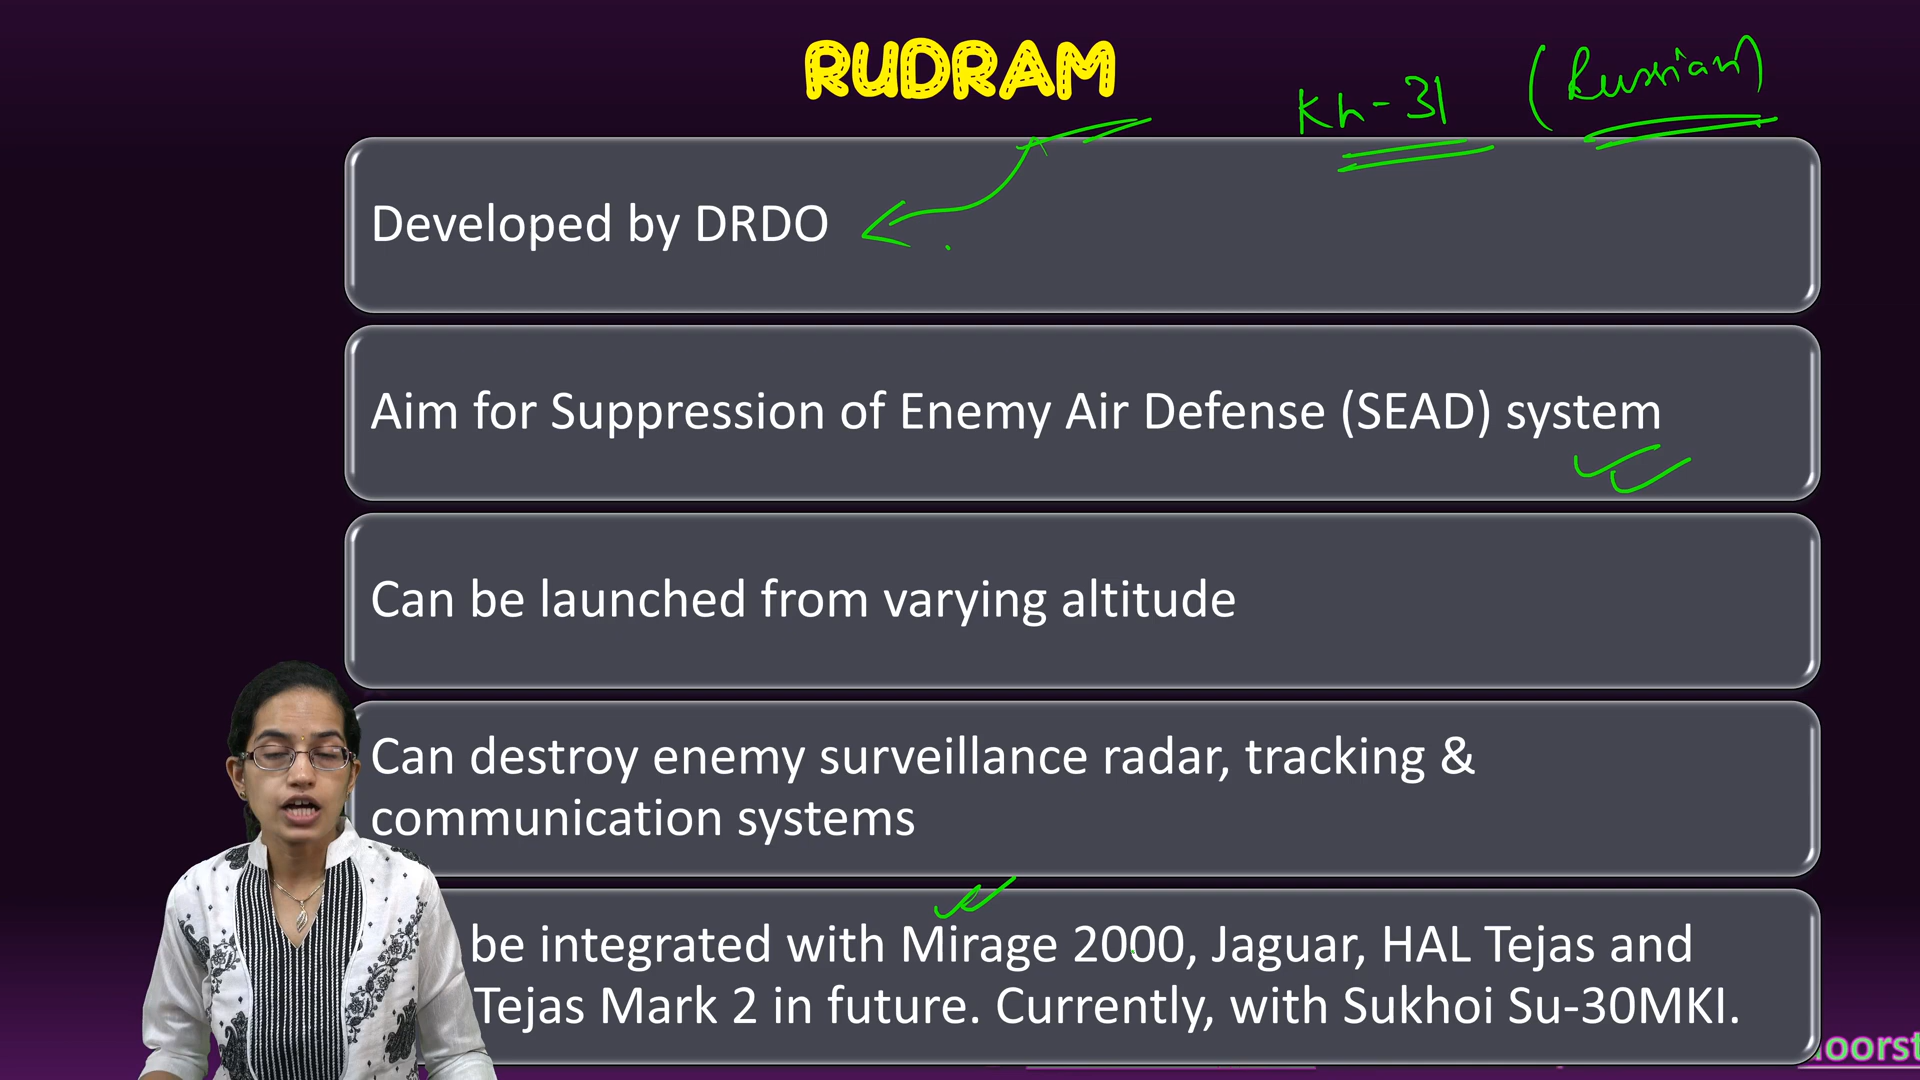 RUDRAM
Kh-31 (Russian)
Developed by DRDO
Aim for Suppression of Enemy Air Defense (SEAD) system
Can be launched from varying altitude
Can destroy enemy surveillance radar, tracking &
communication systems
be integrated with Mirage 2000, Jaguar, HAL Tejas and
Tejas Mark 2 in future. Currently, with Sukhoi Su-30MKI.